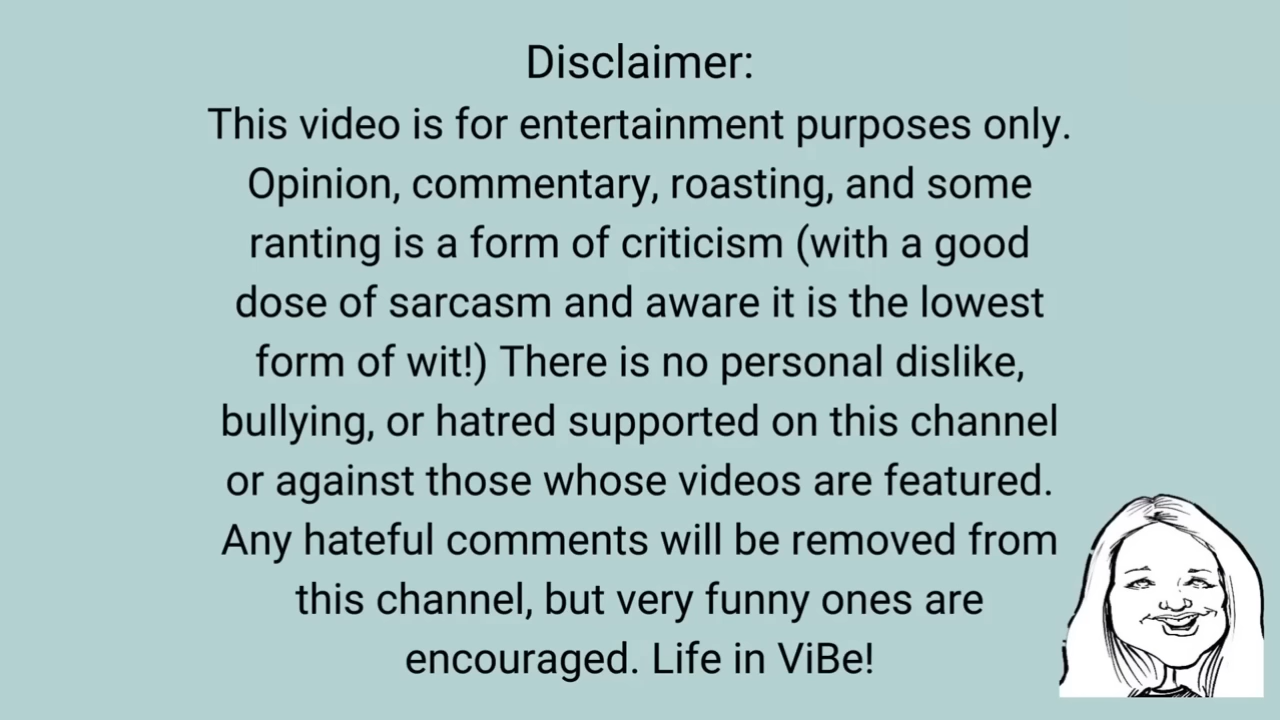 Disclaimer:
This video is for entertainment purposes only.
Opinion, commentary, roasting, and some
ranting is a form of criticism (with a good
dose of sarcasm and aware it is the lowest
form of wit!) There is no personal dislike,
bullying, or hatred supported on this channel
or against those whose videos are featured.
Any hateful comments will be removed from
this channel, but very funny ones are
encouraged. Life in ViBe!